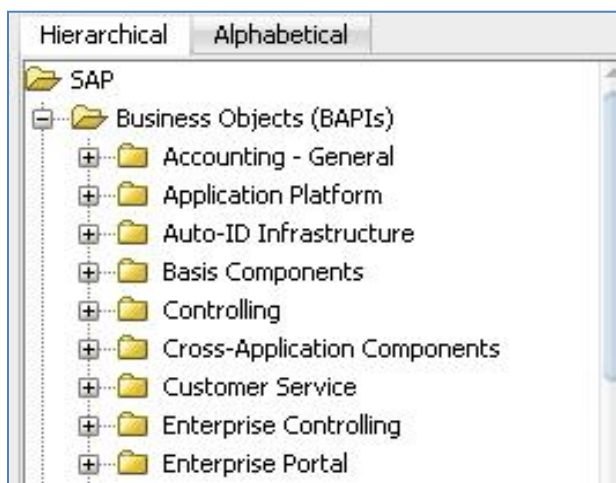 Hierarchical Alphabetical
SAP
Business Objects (BAPIs)
Accounting - General
Application Platform
Auto-ID Infrastructure
Basis Components
Controlling
Cross-Application Components
Customer Service
Enterprise Controlling
Enterprise Portal